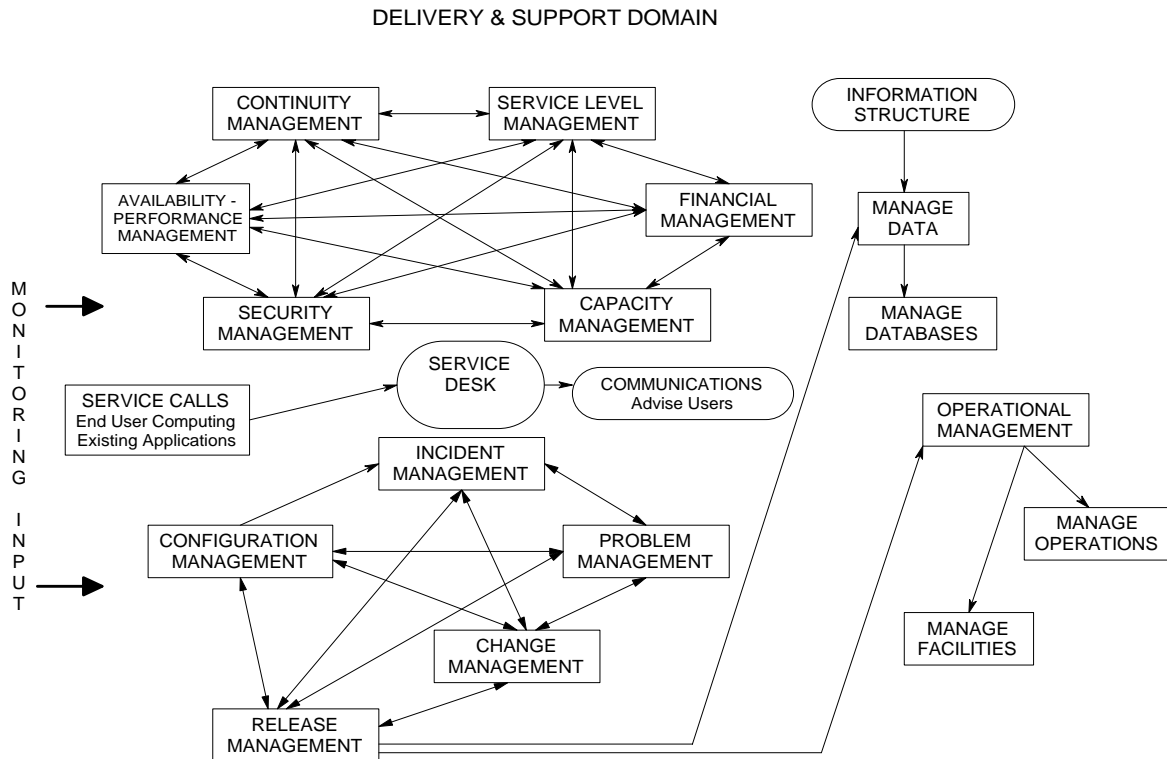 DELIVERY & SUPPORT DOMAIN
CONTINUITY
MANAGEMENT
SERVICE LEVEL
MANAGEMENT
INFORMATION
STRUCTURE
AVAILABILITY -
PERFORMANCE
MANAGEMENT
FINANCIAL
MANAGEMENT
MANAGE
DATA
SECURITY
MANAGEMENT
CAPACITY
MANAGEMENT
MANAGE
DATABASES
MONITORING INPUT
SERVICE CALLS
End User Computing
Existing Applications
SERVICE
DESK
COMMUNICATIONS
Advise Users
OPERATIONAL
MANAGEMENT
INCIDENT
MANAGEMENT
CONFIGURATION
MANAGEMENT
PROBLEM
MANAGEMENT
MANAGE
OPERATIONS
CHANGE
MANAGEMENT
MANAGE
FACILITIES
RELEASE
MANAGEMENT